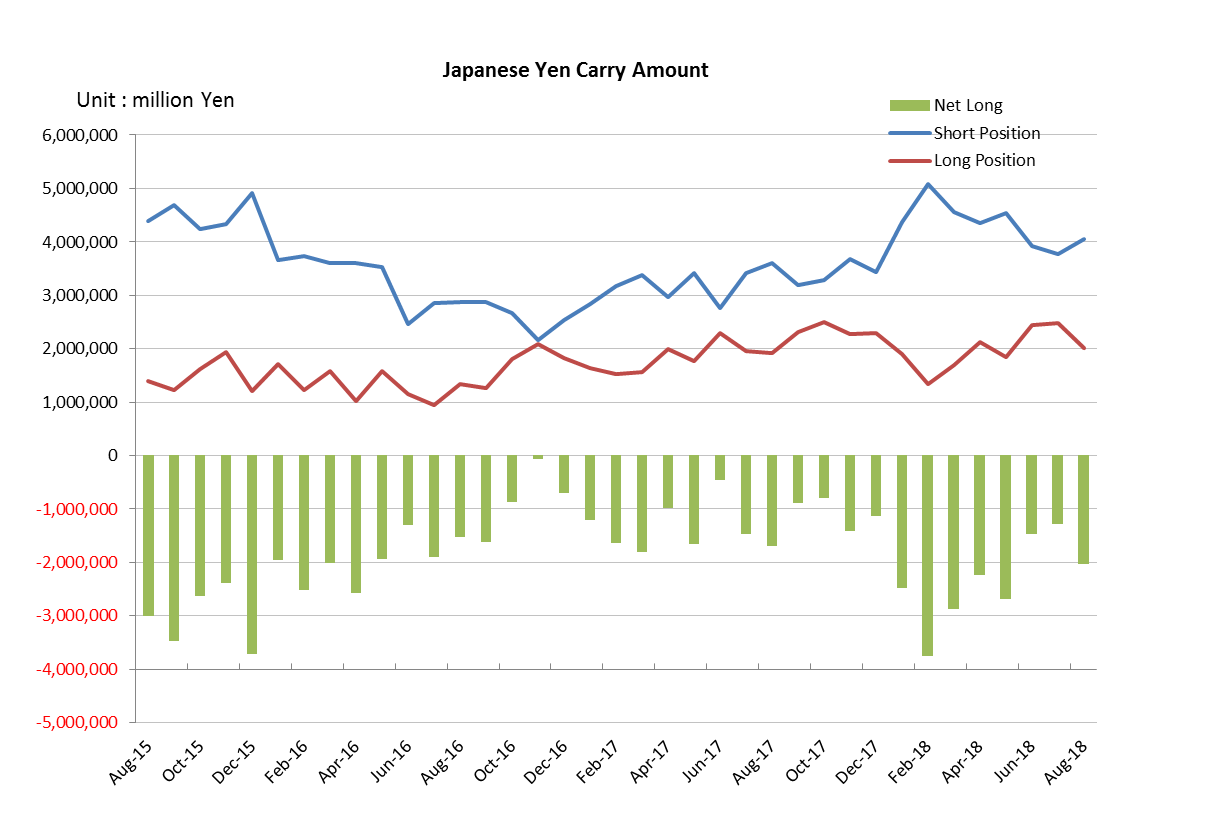 Japanese Yen Carry Amount
Unit : million Yen
Net Long
Short Position
Long Position
6,000,000
5,000,000
4,000,000
3,000,000
2,000,000
1,000,000
0
-1,000,000
-2,000,000
-3,000,000
-4,000,000
-5,000,000
Aug-15
Oct-15
Dec-15
Feb-16
Apr-16
Jun-16
Aug-16
Oct-16
Dec-16
Feb-17
Apr-17
Jun-17
Aug-17
Oct-17
Dec-17
Feb-18
Apr-18
Jun-18
Aug-18